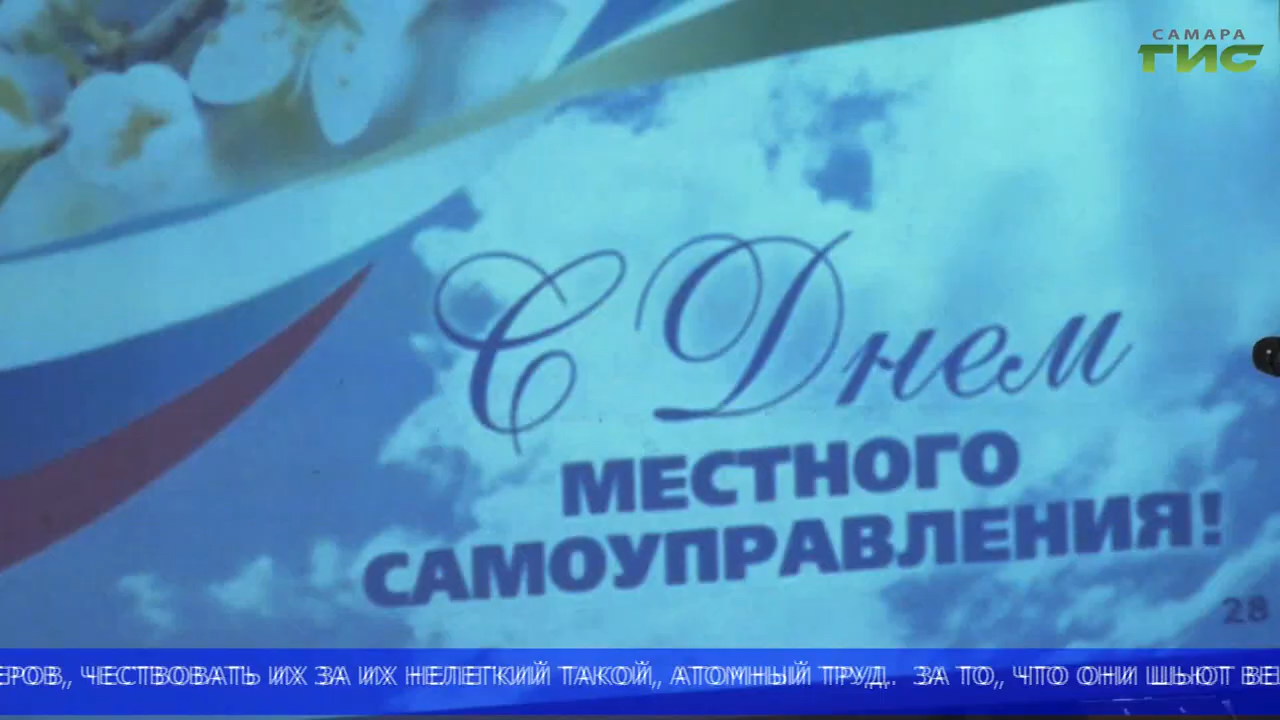 САМАРА
ГИС
С Днем
МЕСТНОГО
САМОУПРАВЛЕНИЯ!
28
ЕРОВ, ЧЕСТВОВАТЬ ИХ ЗА ИХ НЕЛЕГКИЙ ТАКОЙ, АТОМНЫЙ ТРУД. ЗА ТО, ЧТО ОНИ ШЬЮТ ВЕ